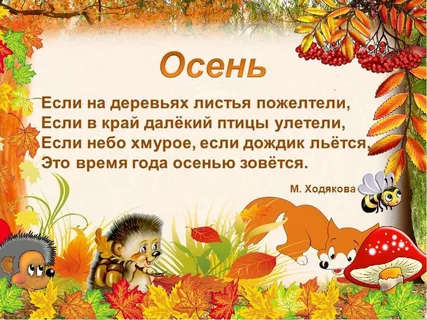 Осень
Если на деревьях листья пожелтели,
Если в край далёкий птицы улетели,
Если небо хмурое, если дождик льётся,
Это время года осенью зовётся.
М. Ходякова